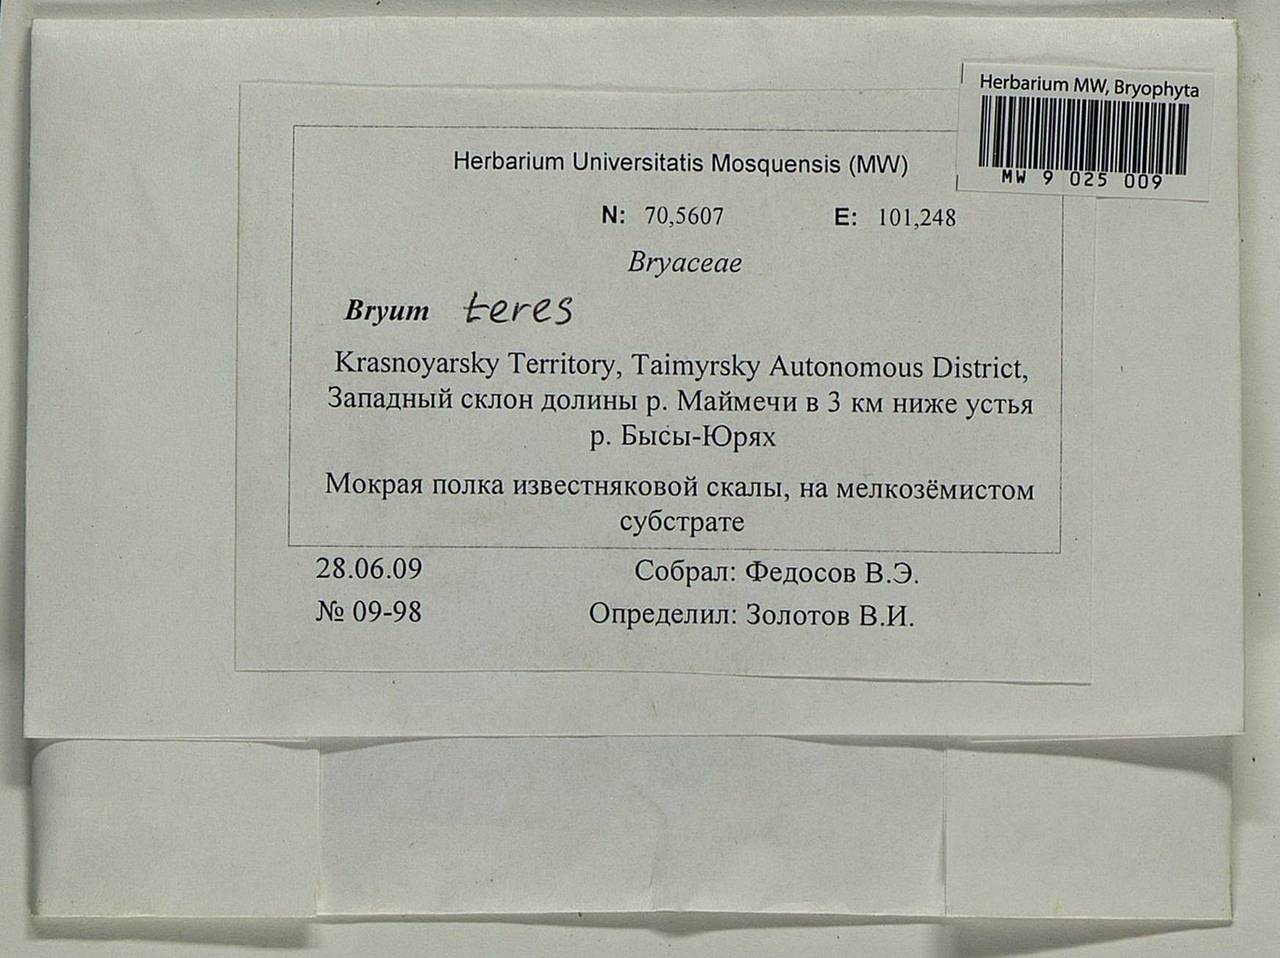 Herbarium MW, Bryophyta
MW 9 025 009
Herbarium Universitatis Mosquensis (MW)
N: 70,5607 E: 101,248
Bryaceae
Bryum teres
Krasnoyarsky Territory, Taimyrsky Autonomous District,
Западный склон долины р. Маймечи в 3 км ниже устья
р. Бысы-Юрях
Мокрая полка известняковой скалы, на мелкозёмистом
субстрате
28.06.09 Собрал: Федосов В.Э.
№ 09-98 Определил: Золотов В.И.